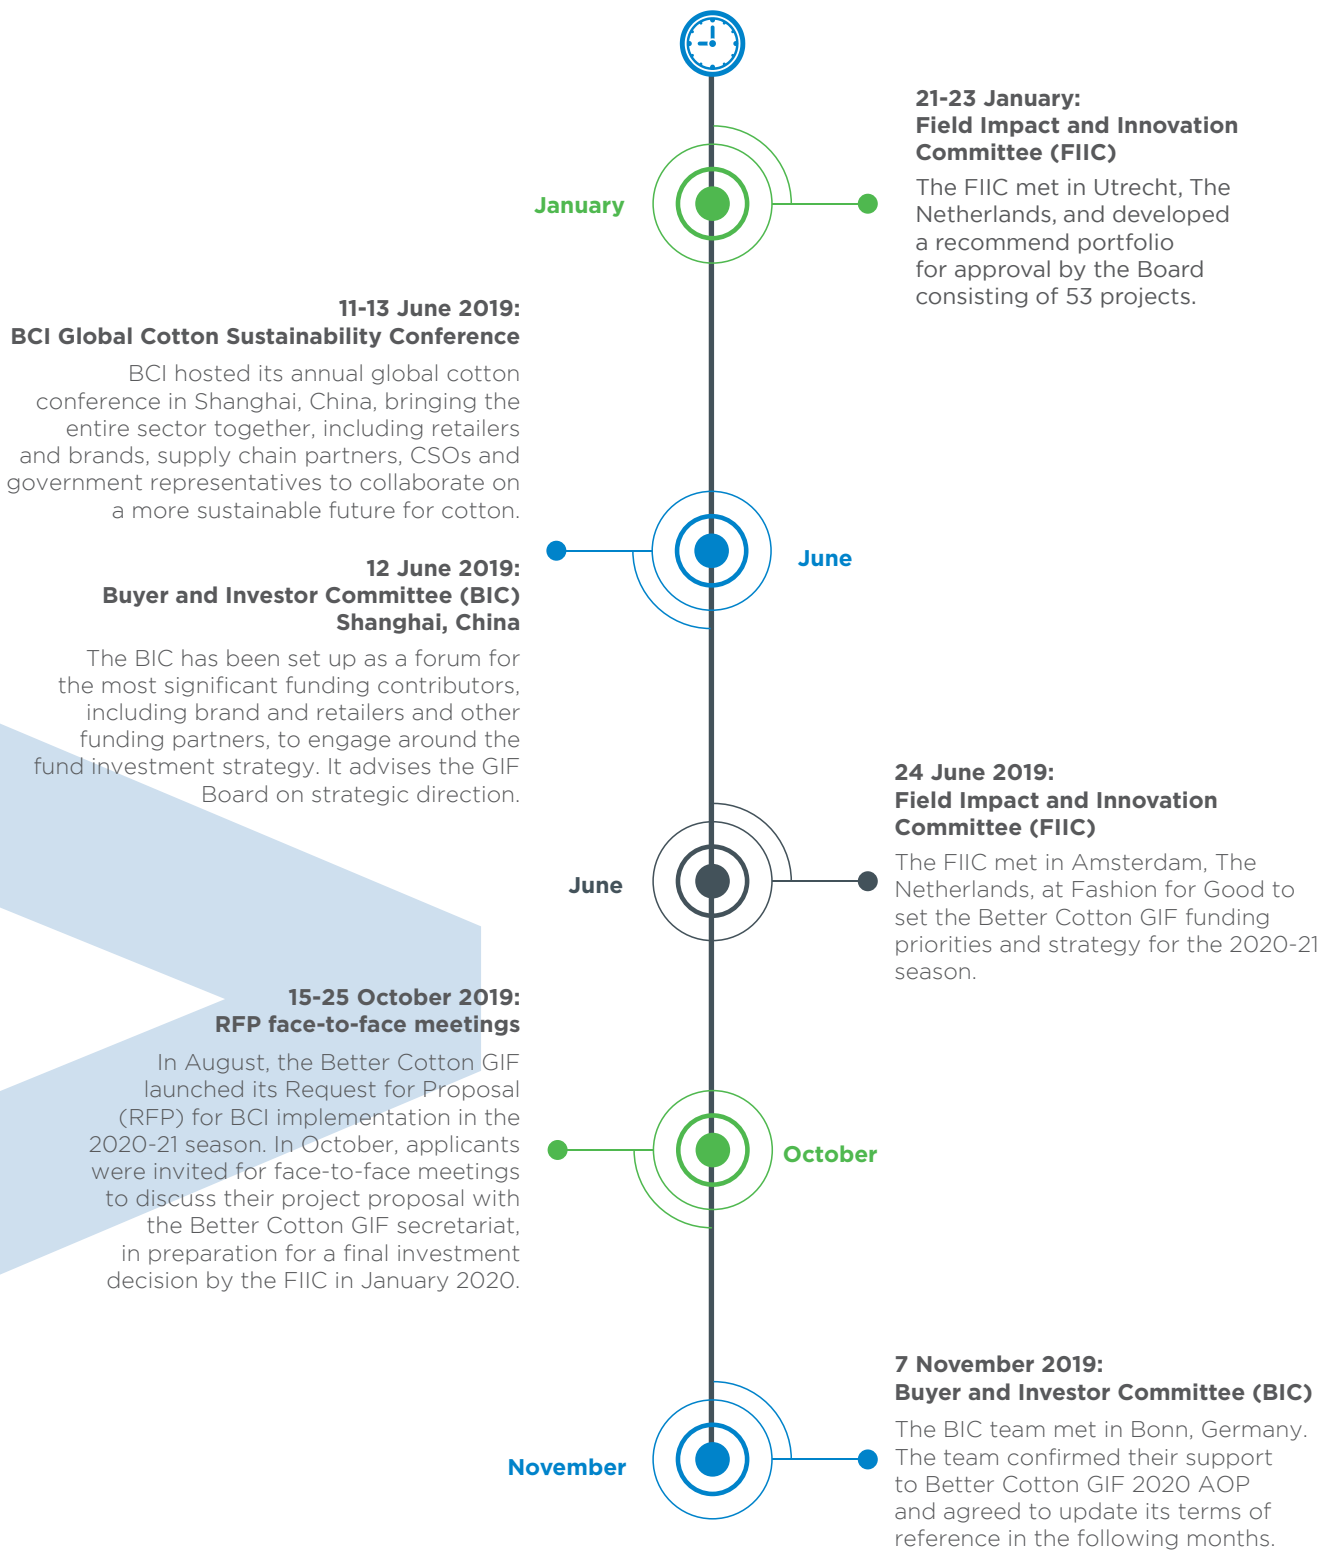 21-23 January:
Field Impact and Innovation
Committee (FIIC)
The FIIC met in Utrecht, The
Netherlands, and developed
a recommend portfolio
for approval by the Board
consisting of 53 projects.
January
11-13 June 2019:
BCI Global Cotton Sustainability Conference
BCI hosted its annual global cotton
conference in Shanghai, China, bringing the
entire sector together, including retailers
and brands, supply chain partners, CSOs and
government representatives to collaborate on
a more sustainable future for cotton.
June
12 June 2019:
Buyer and Investor Committee (BIC)
Shanghai, China
The BIC has been set up as a forum for
the most significant funding contributors,
including brand and retailers and other
funding partners, to engage around the
fund investment strategy. It advises the GIF
Board on strategic direction.
24 June 2019:
Field Impact and Innovation
Committee (FIIC)
The FIIC met in Amsterdam, The
Netherlands, at Fashion for Good to
set the Better Cotton GIF funding
priorities and strategy for the 2020-21
season.
June
15-25 October 2019:
RFP face-to-face meetings
In August, the Better Cotton GIF
launched its Request for Proposal
(RFP) for BCI implementation in the
2020-21 season. In October, applicants
were invited for face-to-face meetings
to discuss their project proposal with
the Better Cotton GIF secretariat,
in preparation for a final investment
decision by the FIIC in January 2020.
October
7 November 2019:
Buyer and Investor Committee (BIC)
The BIC team met in Bonn, Germany.
The team confirmed their support
to Better Cotton GIF 2020 AOP
and agreed to update its terms of
reference in the following months.
November